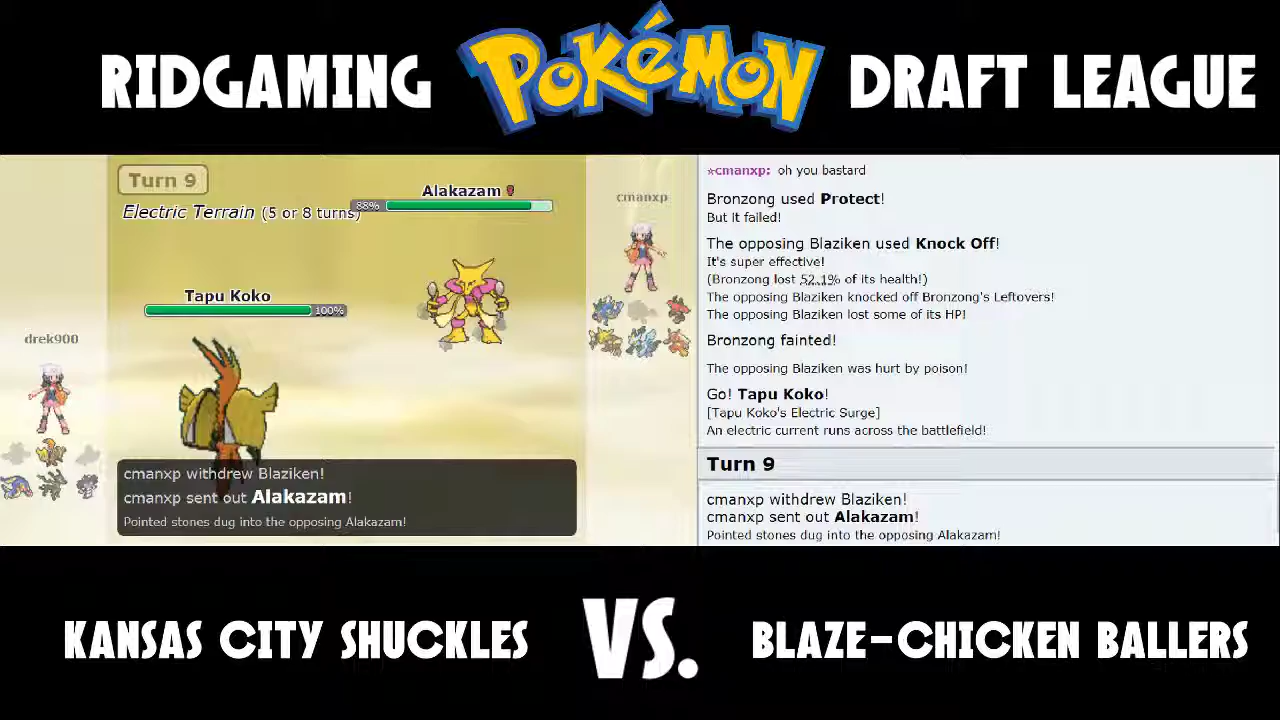 RIDGAMING POKéMON DRAFT LEAGUE
Turn 9
Electric Terrain (5 or 8 turns)
Alakazam
88%
Tapu Koko
100%
drek900
cmanxp
cmanxp withdrew Blaziken!
cmanxp sent out Alakazam!
Pointed stones dug into the opposing Alakazam!
☆cmanxp: oh you bastard
Bronzong used Protect!
But it failed!
The opposing Blaziken used Knock Off!
It's super effective!
(Bronzong lost 52.1% of its health!)
The opposing Blaziken knocked off Bronzong's Leftovers!
The opposing Blaziken lost some of its HP!
Bronzong fainted!
The opposing Blaziken was hurt by poison!
Go! Tapu Koko!
[Tapu Koko's Electric Surge]
An electric current runs across the battlefield!
Turn 9
cmanxp withdrew Blaziken!
cmanxp sent out Alakazam!
Pointed stones dug into the opposing Alakazam!
KANSAS CITY SHUCKLES VS. BLAZE-CHICKEN BALLERS